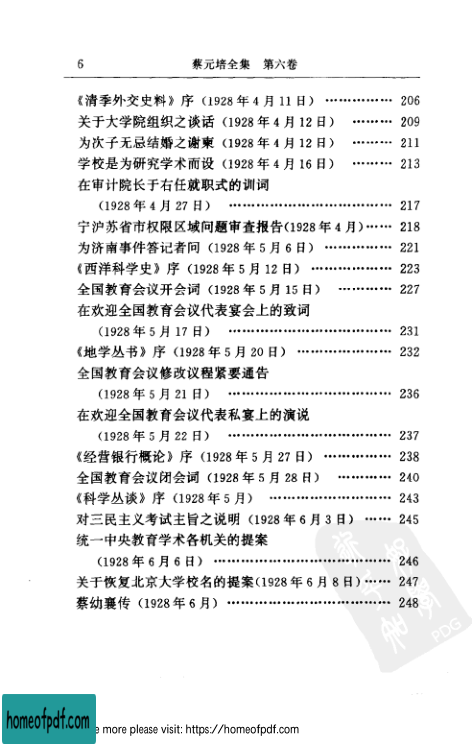 6 蔡元培全集 第六卷
《清季外交史料》序（1928年4月11日） …………… 206
关于大学院组织之谈话（1928年4月12日） ……… 209
为次子无忌结婚之谢柬（1928年4月12日） ……… 211
学校是为研究学术而设（1928年4月16日） ……… 213
在审计院长于右任就职式的训词
（1928年4月27日） ……………………………… 217
宁沪苏省市权限区域问题审查报告(1928年4月)…… 218
为济南事件答记者问（1928年5月6日） …………… 221
《西洋科学史》序（1928年5月12日） ……………… 223
全国教育会议开会词（1928年5月15日） ………… 227
在欢迎全国教育会议代表宴会上的致词
（1928年5月17日） ……………………………… 231
《地学丛书》序（1928年5月20日） ………………… 232
全国教育会议修改议程紧要通告
（1928年5月21日） ……………………………… 236
在欢迎全国教育会议代表私宴上的演说
（1928年5月22日） ……………………………… 237
《经营银行概论》序（1928年5月27日） …………… 238
全国教育会议闭会词（1928年5月28日） ………… 240
《科学丛谈》序（1928年5月） ……………………… 243
对三民主义考试主旨之说明（1928年6月3日） …… 245
统一中央教育学术各机关的提案
（1928年6月6日） ………………………………… 246
关于恢复北京大学校名的提案(1928年6月8日)…… 247
蔡幼襄传（1928年6月） ……………………………… 248
PDG
homeofpdf.com
e more please visit: https://homeofpdf.com